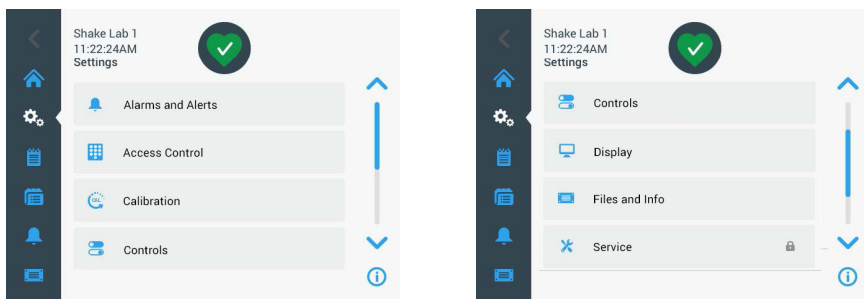 Shake Lab 1
11:22:24AM
Settings
Alarms and Alerts
Access Control
Calibration
Controls
Shake Lab 1
11:22:24AM
Settings
Controls
Display
Files and Info
Service